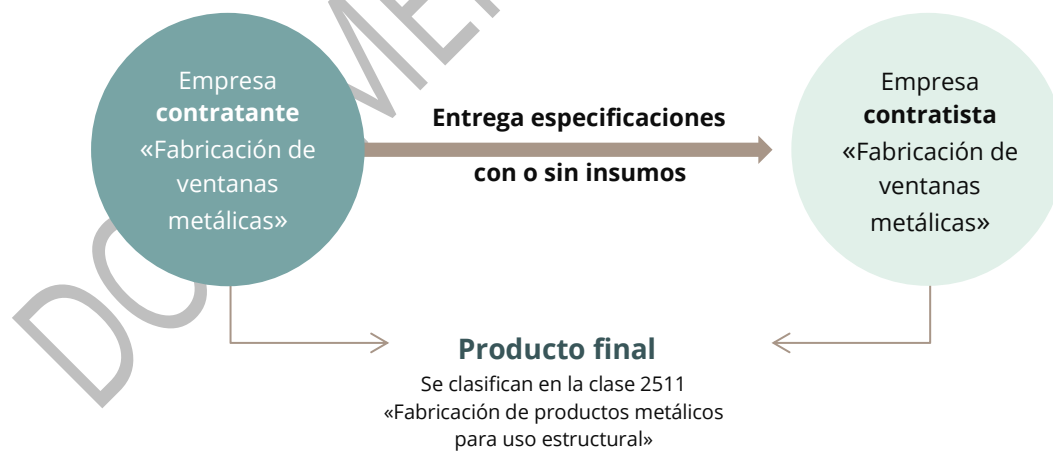 Empresa
contratante
«Fabricación de
ventanas
metálicas»
Entrega especificaciones
con o sin insumos
Empresa
contratista
«Fabricación de
ventanas
metálicas»
Producto final
Se clasifican en la clase 2511
«Fabricación de productos metálicos
para uso estructural»